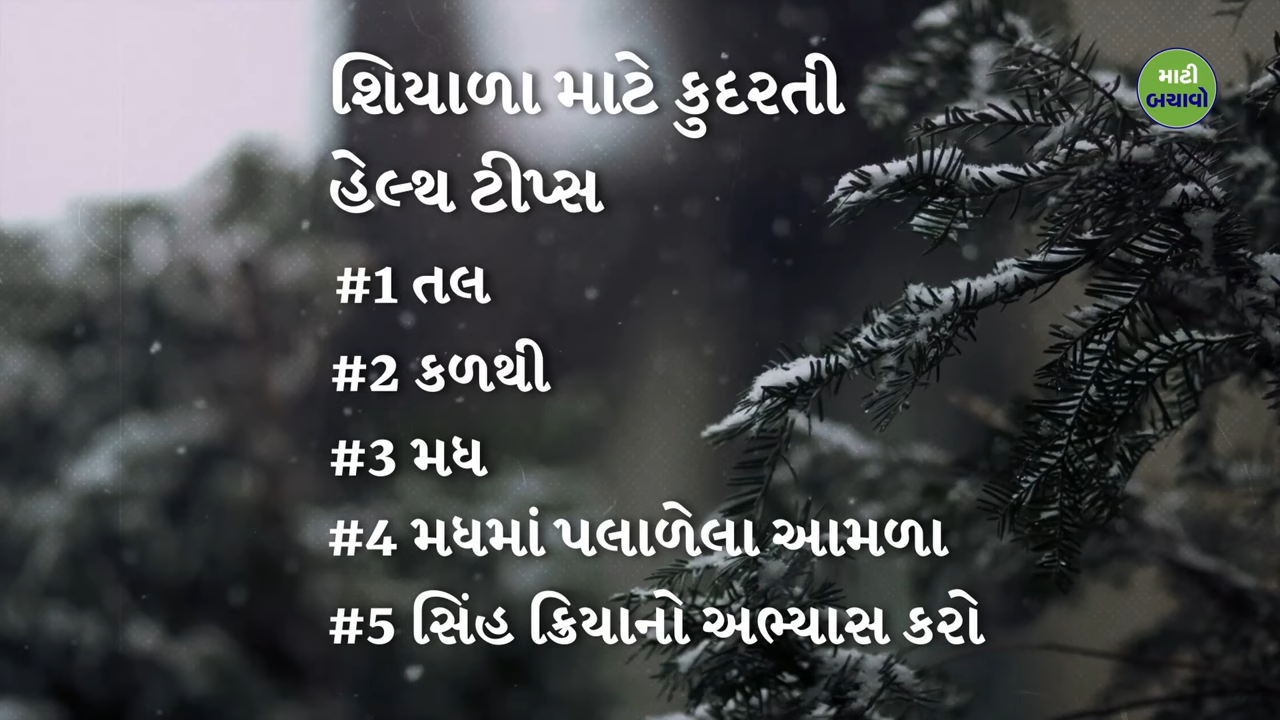 શિયાળા માટે કુદરતી
હેલ્થ ટીપ્સ
#1 તલ
#2 કળથી
#3 મધ
#4 મધમાં પલાળેલા આમળા
#5 સિંહ ક્રિયાનો અભ્યાસ કરો
માટી
બચાવો